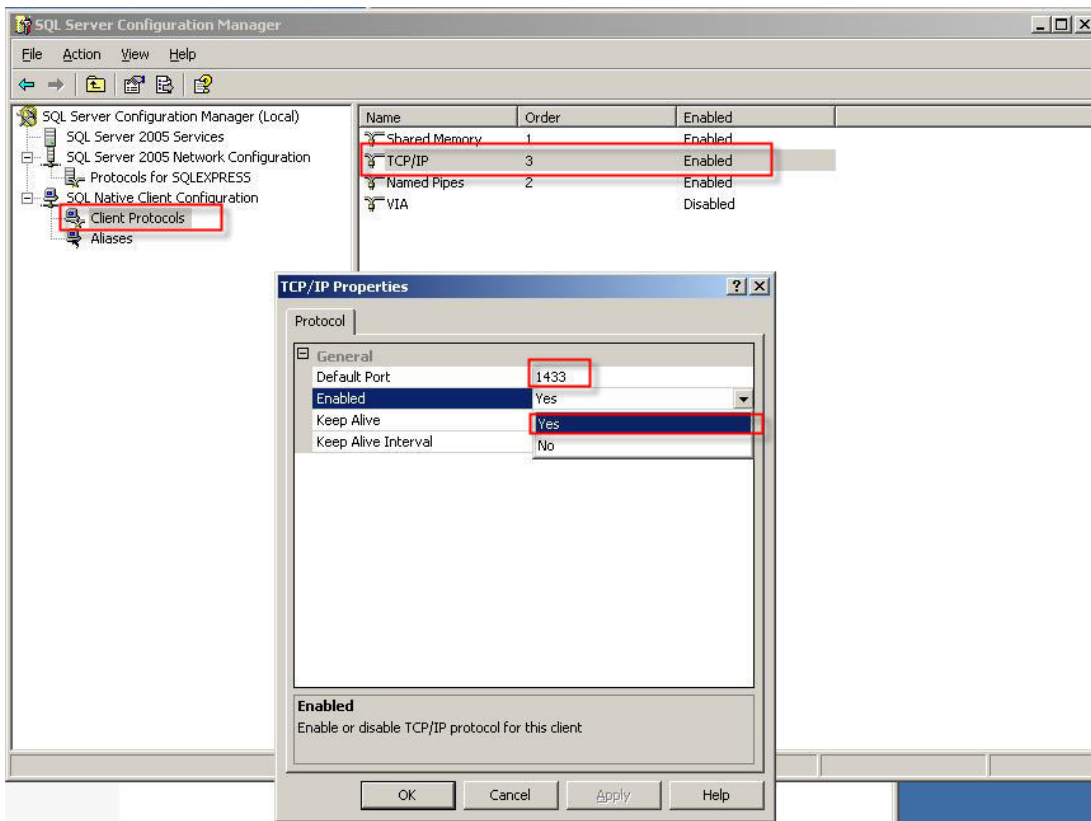 SQL Server Configuration Manager
File Action View Help
SQL Server Configuration Manager (Local)
SQL Server 2005 Services
SQL Server 2005 Network Configuration
Protocols for SQLEXPRESS
SQL Native Client Configuration
Client Protocols
Aliases
Name Order Enabled
Shared Memory 1 Enabled
TCP/IP 3 Enabled
Named Pipes 2 Enabled
VIA Disabled
TCP/IP Properties
Protocol
General
Default Port 1433
Enabled Yes
Keep Alive
Yes
Keep Alive Interval
No
Enabled
Enable or disable TCP/IP protocol for this client
OK Cancel Apply Help